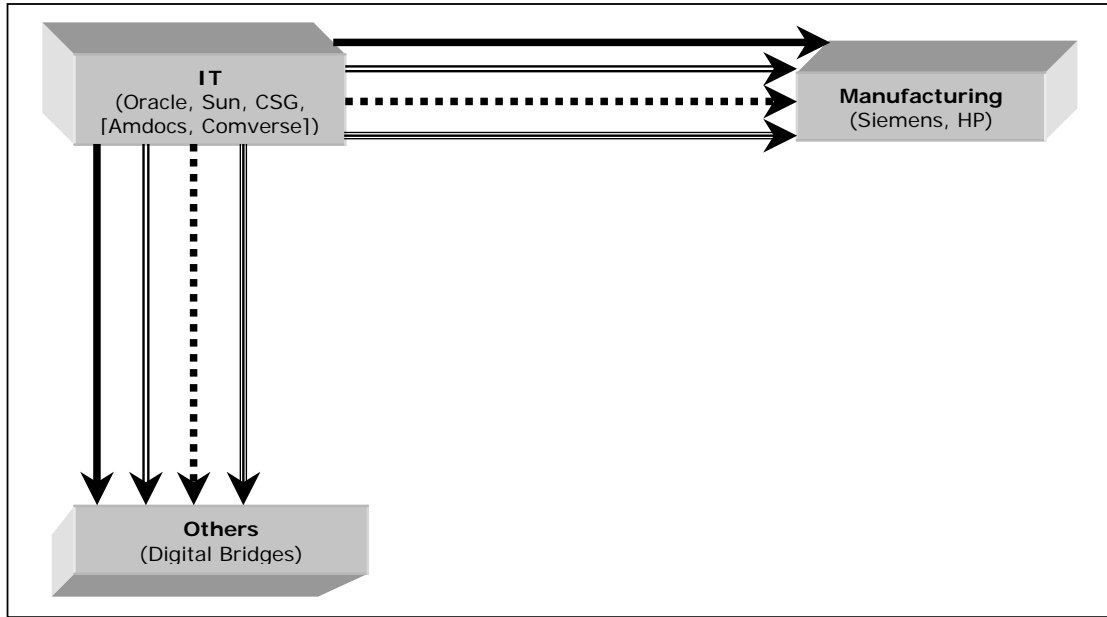 IT
(Oracle, Sun, CSG,
[Amdocs, Comverse])
Manufacturing
(Siemens, HP)
Others
(Digital Bridges)